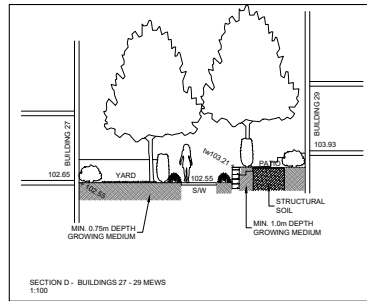 BUILDING 27
BUILDING 29
103.93
tw103.21
PATIO
102.65
102.55
YARD
102.55
S/W
STRUCTURAL
SOIL
MIN. 0.75m DEPTH
GROWING MEDIUM
MIN. 1.0m DEPTH
GROWING MEDIUM
SECTION D - BUILDINGS 27 - 29 MEWS
1:100